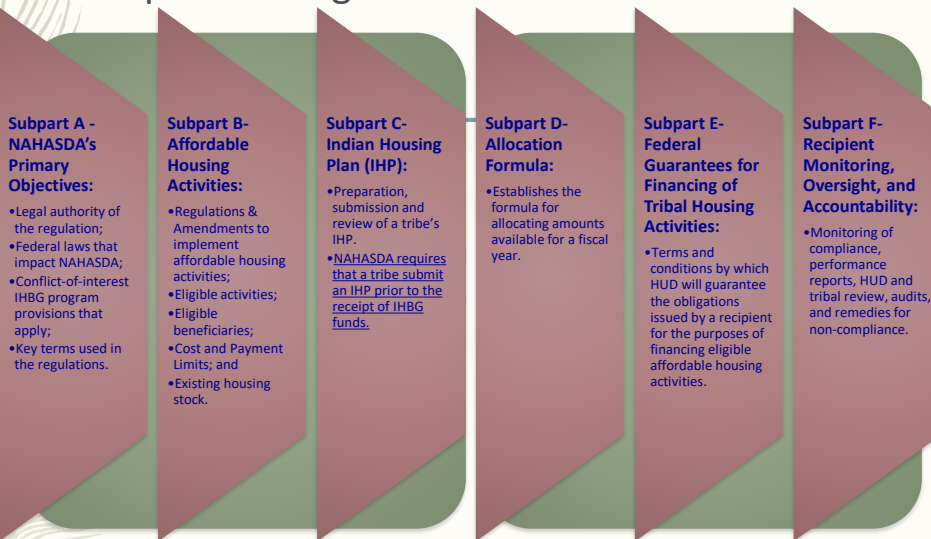 Subpart A -
NAHASDA's
Primary
Objectives:
•Legal authority of
the regulation;
•Federal laws that
impact NAHASDA;
•Conflict-of-interest
IHBG program
provisions that
apply;
•Key terms used in
the regulations.
Subpart B-
Affordable
Housing
Activities:
•Regulations &
Amendments to
implement
affordable housing
activities;
•Eligible activities;
•Eligible
beneficiaries;
•Cost and Payment
Limits; and
•Existing housing
stock.
Subpart C-
Indian Housing
Plan (IHP):
•Preparation,
submission and
review of a tribe's
IHP.
•NAHASDA requires
that a tribe submit
an IHP prior to the
receipt of IHBG
funds.
Subpart D-
Allocation
Formula:
•Establishes the
formula for
allocating amounts
available for a fiscal
year.
Subpart E-
Federal
Guarantees for
Financing of
Tribal Housing
Activities:
•Terms and
conditions by which
HUD will guarantee
the obligations
issued by a recipient
for the purposes of
financing eligible
affordable housing
activities.
Subpart F-
Recipient
Monitoring,
Oversight, and
Accountability:
•Monitoring of
compliance,
performance
reports, HUD and
tribal review, audits,
and remedies for
non-compliance.